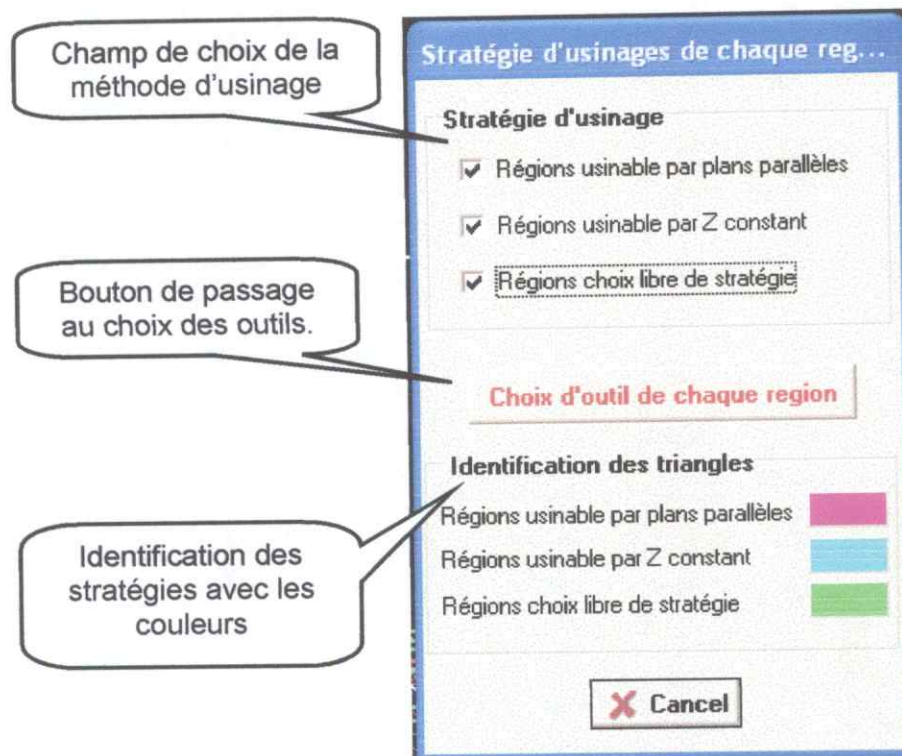 Champ de choix de la
méthode d'usinage
Stratégie d'usinages de chaque reg...
Stratégie d'usinage
Régions usinable par plans parallèles
Régions usinable par Z constant
Régions choix libre de stratégie
Bouton de passage
au choix des outils.
Choix d'outil de chaque region
Identification des triangles
Régions usinable par plans parallèles
Régions usinable par Z constant
Régions choix libre de stratégie
Identification des
stratégies avec les
couleurs
Cancel